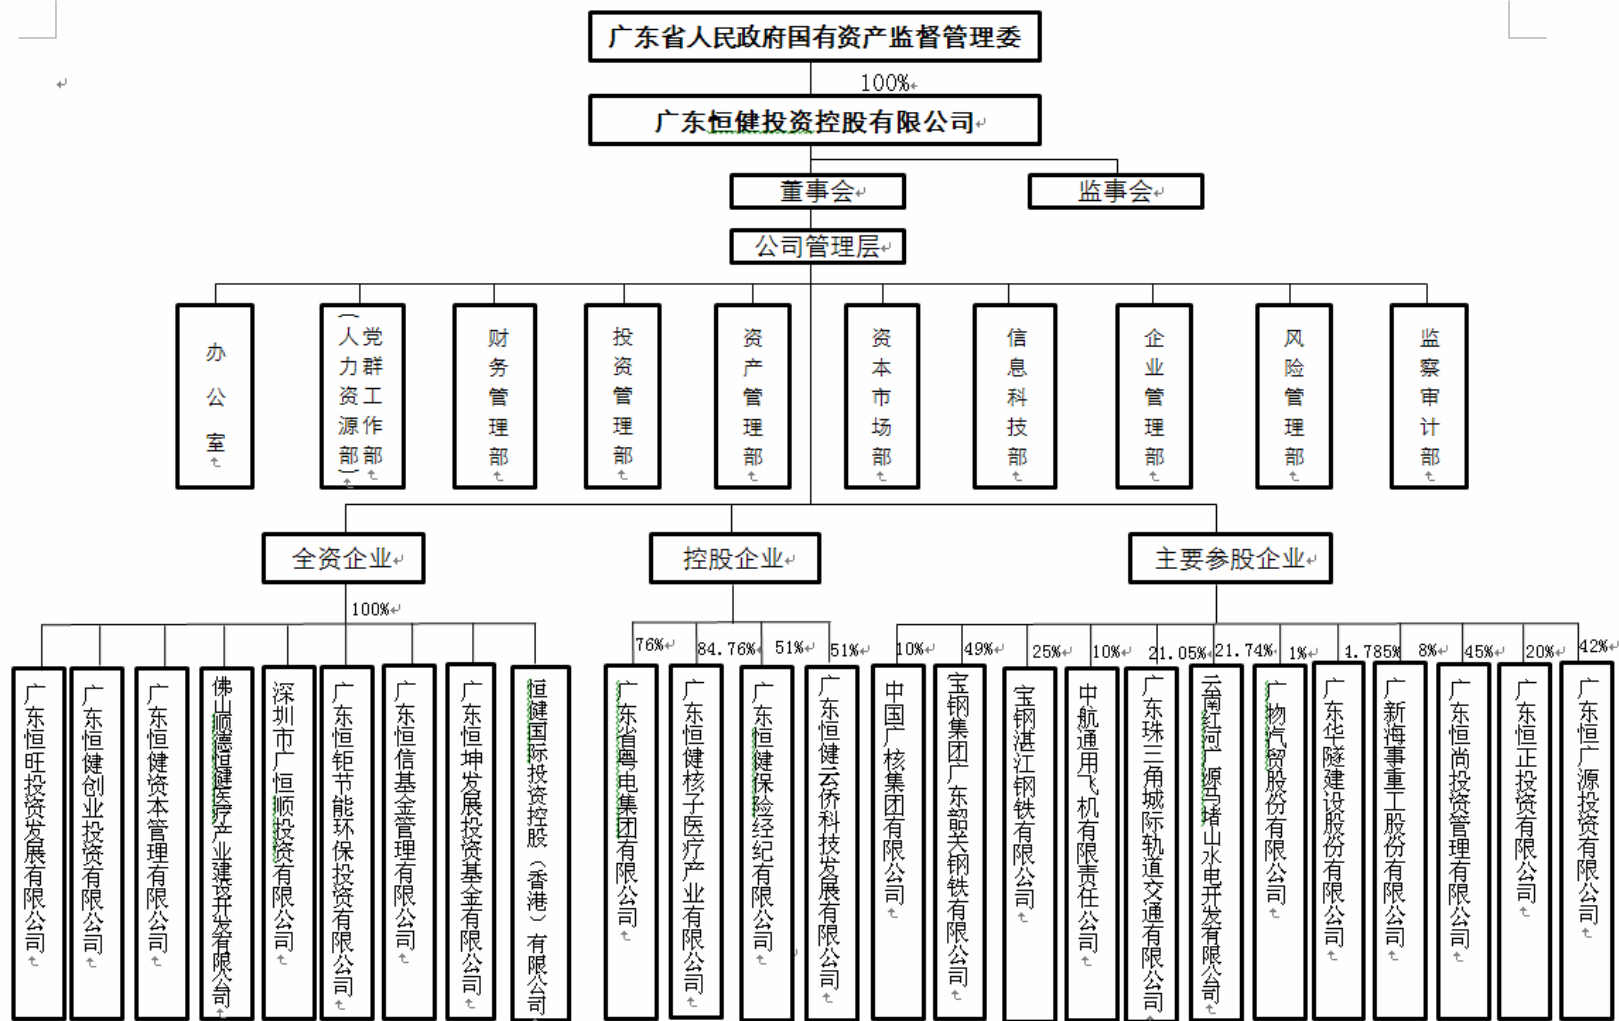 广东省人民政府国有资产监督管理委
100%
广东恒健投资控股有限公司
董事会
监事会
公司管理层
办公室
党群工作部
（人力资源部）
财务管理部
投资管理部
资产管理部
资本市场部
信息科技部
企业管理部
风险管理部
监察审计部
全资企业
控股企业
主要参股企业
100%
76%
84.76%
51%
51%
10%
49%
25%
10%
21.05%
21.74%
1%
1.785%
8%
45%
20%
42%
广东恒旺投资发展有限公司
广东恒健创业投资有限公司
广东恒健资本管理有限公司
佛山顺德恒健医疗产业建设开发有限公司
深圳市广恒顺投资有限公司
广东恒钜节能环保投资有限公司
广东恒信基金管理有限公司
广东恒坤发展投资基金有限公司
恒健国际投资控股（香港）有限公司
广东省粤电集团有限公司
广东恒健核子医疗产业有限公司
广东恒健保险经纪有限公司
广东恒健云侨科技发展有限公司
中国广核集团有限公司
宝钢集团广东韶关钢铁有限公司
宝钢湛江钢铁有限公司
中航通用飞机有限责任公司
广东珠三角城际轨道交通有限公司
云南红河广源马堵山水电开发有限公司
广物汽贸股份有限公司
广东华隧建设股份有限公司
广新海事重工股份有限公司
广东恒尚投资管理有限公司
广东恒正投资有限公司
广东恒广源投资有限公司